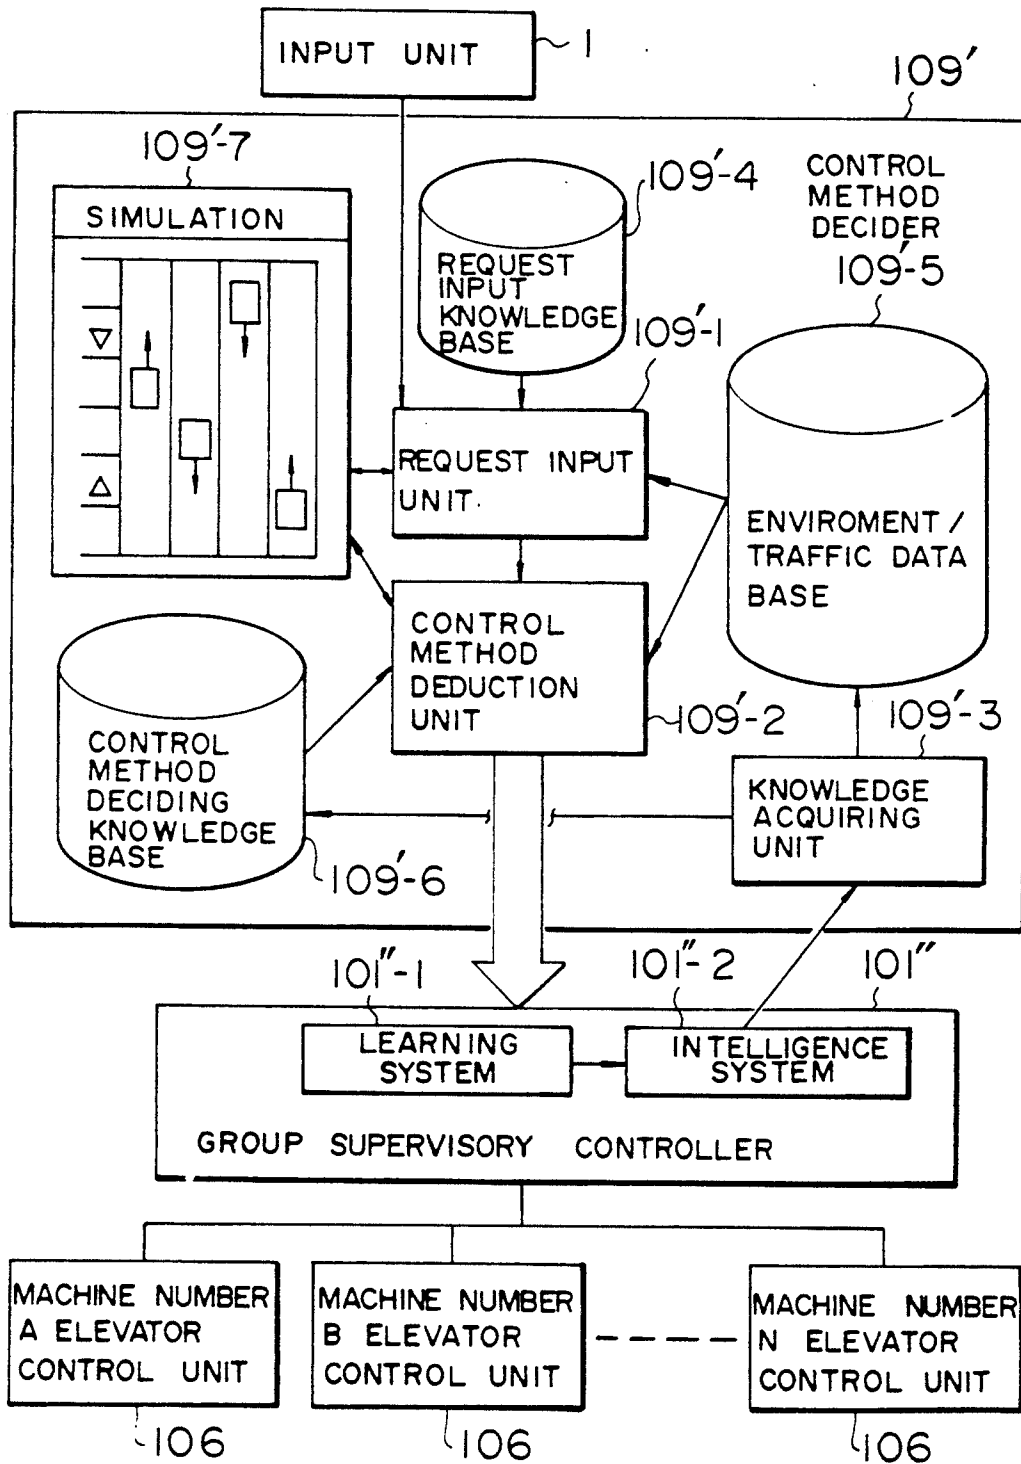 INPUT UNIT
1
109'
109'-7
SIMULATION
109'-4
REQUEST
INPUT
KNOWLEDGE
BASE
CONTROL
METHOD
DECIDER
109'-5
109'-1
REQUEST INPUT
UNIT.
ENVIROMENT/
TRAFFIC DATA
BASE
CONTROL
METHOD
DEDUCTION
UNIT
109'-2
109'-3
CONTROL
METHOD
DECIDING
KNOWLEDGE
BASE
109'-6
KNOWLEDGE
ACQUIRING
UNIT
101"-1
101"-2
101"
LEARNING
SYSTEM
INTELLIGENCE
SYSTEM
GROUP SUPERVISORY CONTROLLER
MACHINE NUMBER
A ELEVATOR
CONTROL UNIT
MACHINE NUMBER
B ELEVATOR
CONTROL UNIT
MACHINE NUMBER
N ELEVATOR
CONTROL UNIT
106
106
106